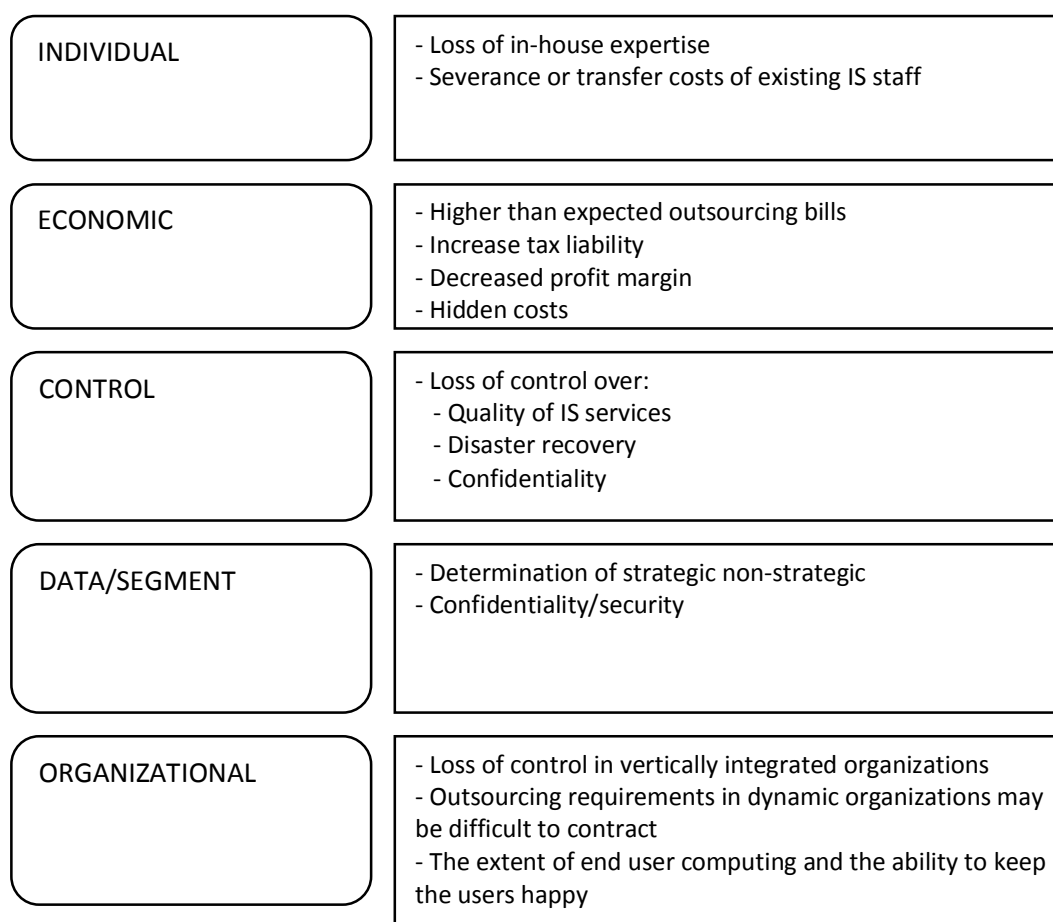 INDIVIDUAL
- Loss of in-house expertise
- Severance or transfer costs of existing IS staff
ECONOMIC
- Higher than expected outsourcing bills
- Increase tax liability
- Decreased profit margin
- Hidden costs
CONTROL
- Loss of control over:
- Quality of IS services
- Disaster recovery
- Confidentiality
DATA/SEGMENT
- Determination of strategic non-strategic
- Confidentiality/security
ORGANIZATIONAL
- Loss of control in vertically integrated organizations
- Outsourcing requirements in dynamic organizations may
be difficult to contract
- The extent of end user computing and the ability to keep
the users happy